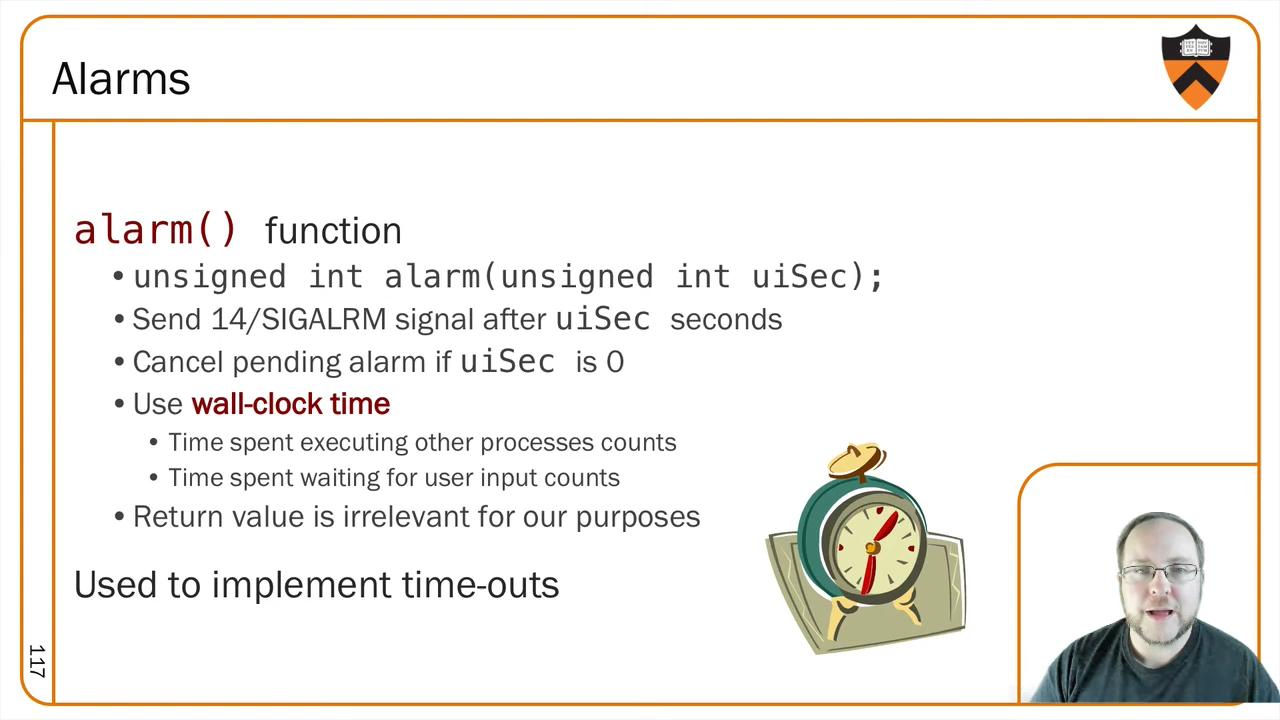 Alarms
alarm() function
• unsigned int alarm(unsigned int uiSec);
• Send 14/SIGALRM signal after uiSec seconds
• Cancel pending alarm if uiSec is 0
• Use wall-clock time
• Time spent executing other processes counts
• Time spent waiting for user input counts
• Return value is irrelevant for our purposes
Used to implement time-outs
117